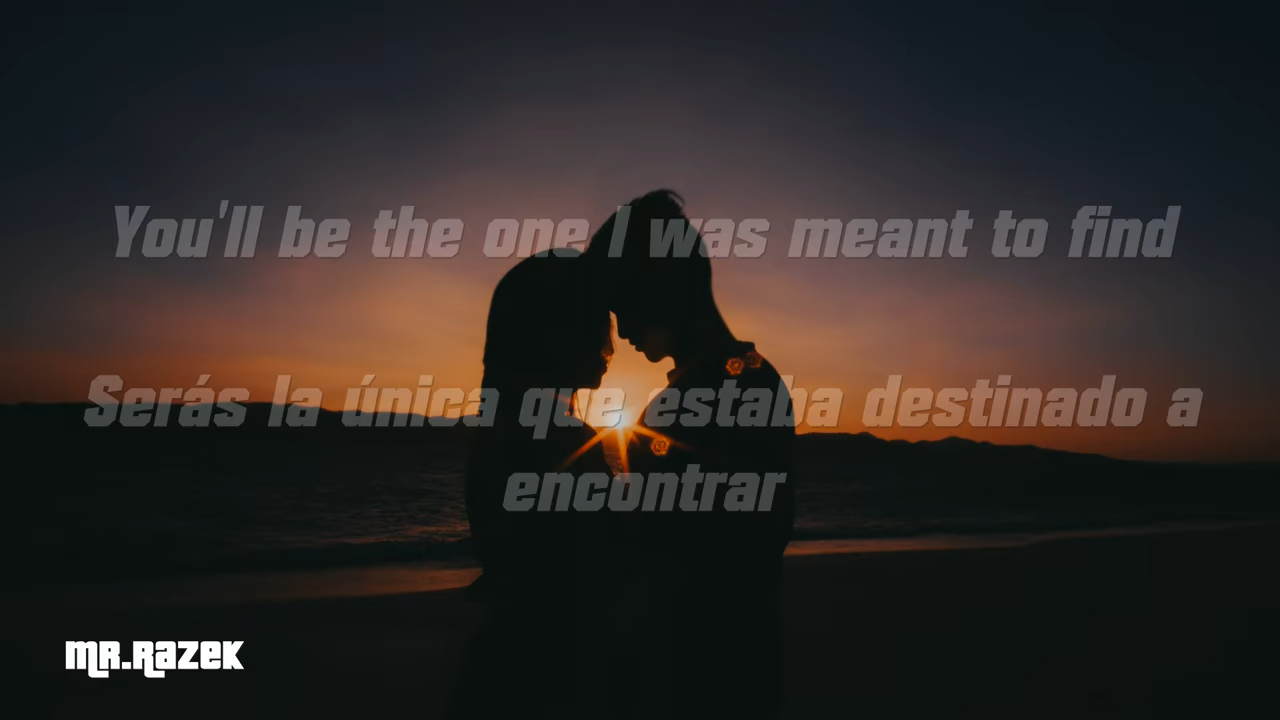 You'll be the one I was meant to find
Serás la única que estaba destinado a
encontrar
MR.RAZEK